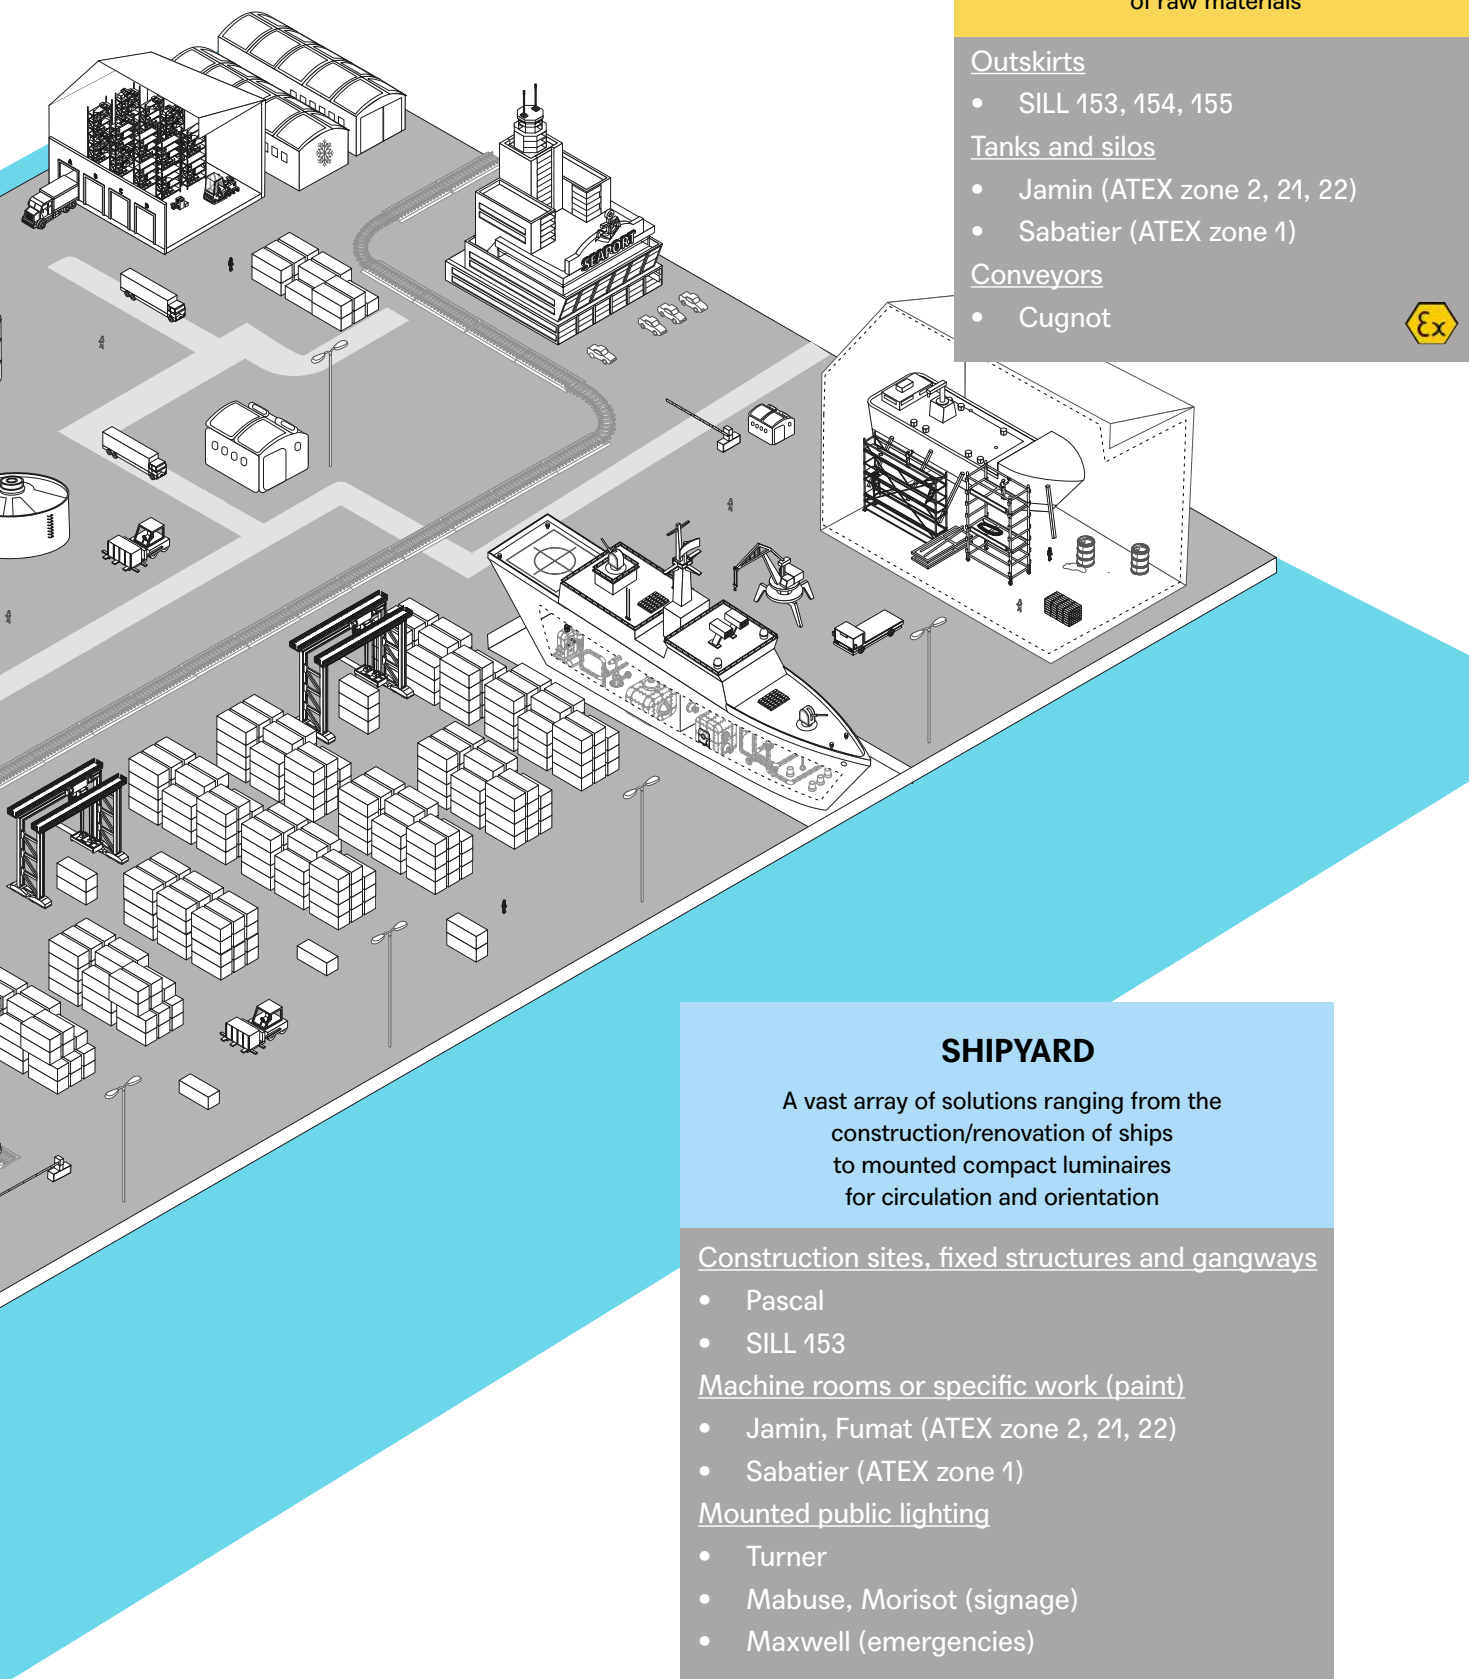 of raw materials
Outskirts
• SILL 153, 154, 155
Tanks and silos
• Jamin (ATEX zone 2, 21, 22)
• Sabatier (ATEX zone 1)
Conveyors
• Cugnot
Ex
SEAPORT
SHIPYARD
A vast array of solutions ranging from the
construction/renovation of ships
to mounted compact luminaires
for circulation and orientation
Construction sites, fixed structures and gangways
• Pascal
• SILL 153
Machine rooms or specific work (paint)
• Jamin, Fumat (ATEX zone 2, 21, 22)
• Sabatier (ATEX zone 1)
Mounted public lighting
• Turner
• Mabuse, Morisot (signage)
• Maxwell (emergencies)